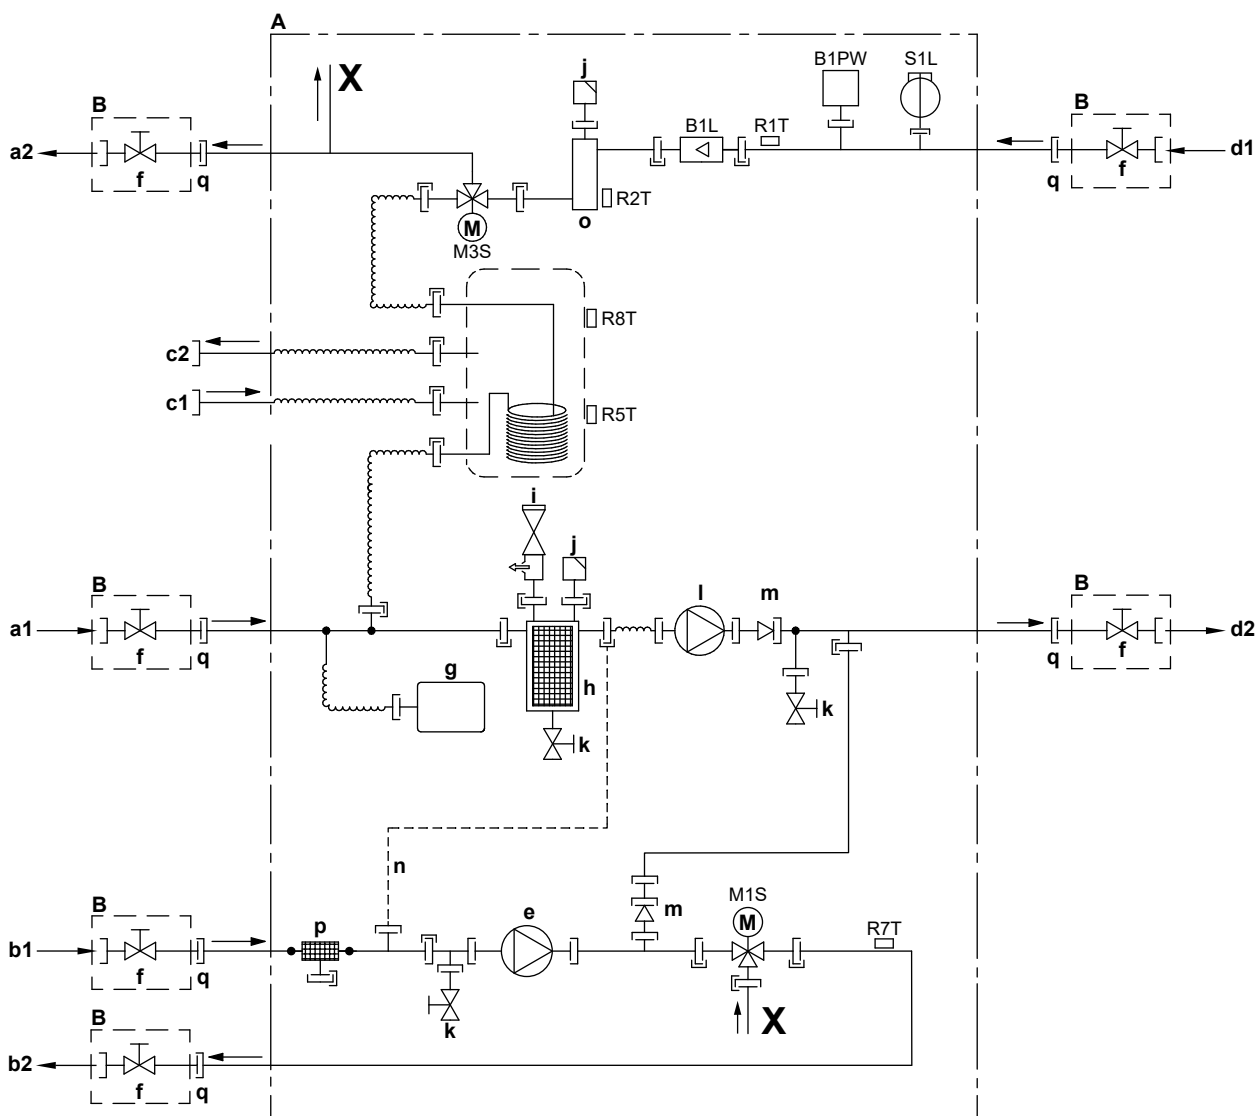 A
X
j
B1PW
S1L
B
B
B1L
R1T
a2
d1
f
q
q
f
R2T
o
M
M3S
R8T
c2
c1
R5T
i
j
B
l
m
B
a1
d2
f
q
q
f
g
h
k
k
n
M1S
B
p
e
m
M
R7T
b1
f
q
X
k
B
b2
f
q